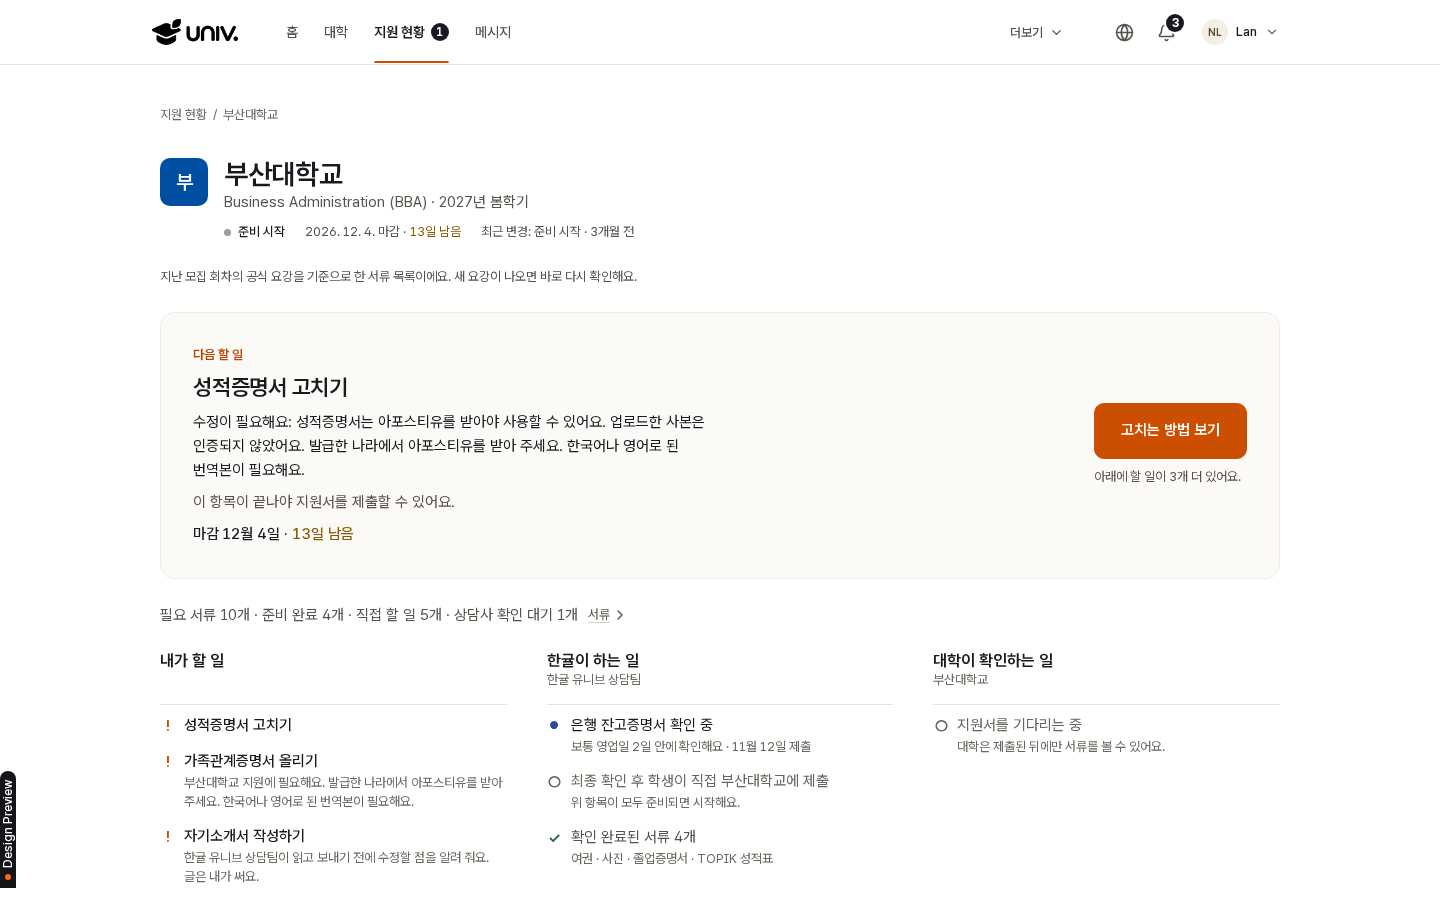 UNIV.
홈
대학
지원 현황 1
메시지
더보기
3
NL Lan
지원 현황 / 부산대학교
부
부산대학교
Business Administration (BBA) · 2027년 봄학기
준비 시작 2026. 12. 4. 마감 · 13일 남음 최근 변경: 준비 시작 · 3개월 전
지난 모집 회차의 공식 요강을 기준으로 한 서류 목록이에요. 새 요강이 나오면 바로 다시 확인해요.
다음 할 일
성적증명서 고치기
수정이 필요해요: 성적증명서는 아포스티유를 받아야 사용할 수 있어요. 업로드한 사본은
인증되지 않았어요. 발급한 나라에서 아포스티유를 받아 주세요. 한국어나 영어로 된
번역본이 필요해요.
이 항목이 끝나야 지원서를 제출할 수 있어요.
마감 12월 4일 · 13일 남음
고치는 방법 보기
아래에 할 일이 3개 더 있어요.
필요 서류 10개 · 준비 완료 4개 · 직접 할 일 5개 · 상담사 확인 대기 1개 서류
내가 할 일
! 성적증명서 고치기
! 가족관계증명서 올리기
부산대학교 지원에 필요해요. 발급한 나라에서 아포스티유를 받아
주세요. 한국어나 영어로 된 번역본이 필요해요.
! 자기소개서 작성하기
한귤 유니브 상담팀이 읽고 보내기 전에 수정할 점을 알려 줘요.
글은 내가 써요.
한귤이 하는 일
한귤 유니브 상담팀
은행 잔고증명서 확인 중
보통 영업일 2일 안에 확인해요 · 11월 12일 제출
최종 확인 후 학생이 직접 부산대학교에 제출
위 항목이 모두 준비되면 시작해요.
확인 완료된 서류 4개
여권 · 사진 · 졸업증명서 · TOPIK 성적표
대학이 확인하는 일
부산대학교
지원서를 기다리는 중
대학은 제출된 뒤에만 서류를 볼 수 있어요.
Design Preview